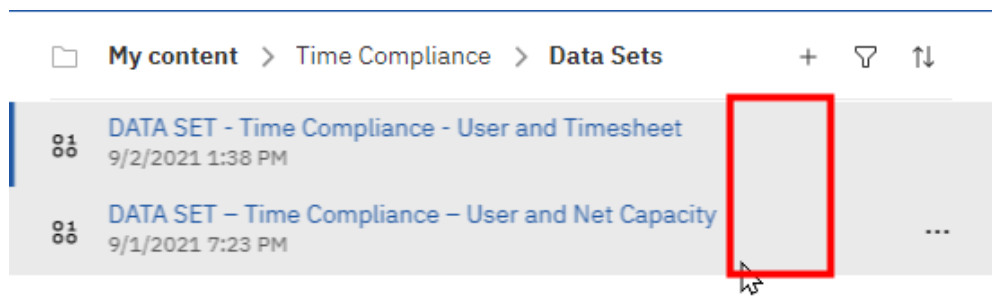 My content > Time Compliance > Data Sets
DATA SET - Time Compliance - User and Timesheet
9/2/2021 1:38 PM
DATA SET – Time Compliance – User and Net Capacity
9/1/2021 7:23 PM